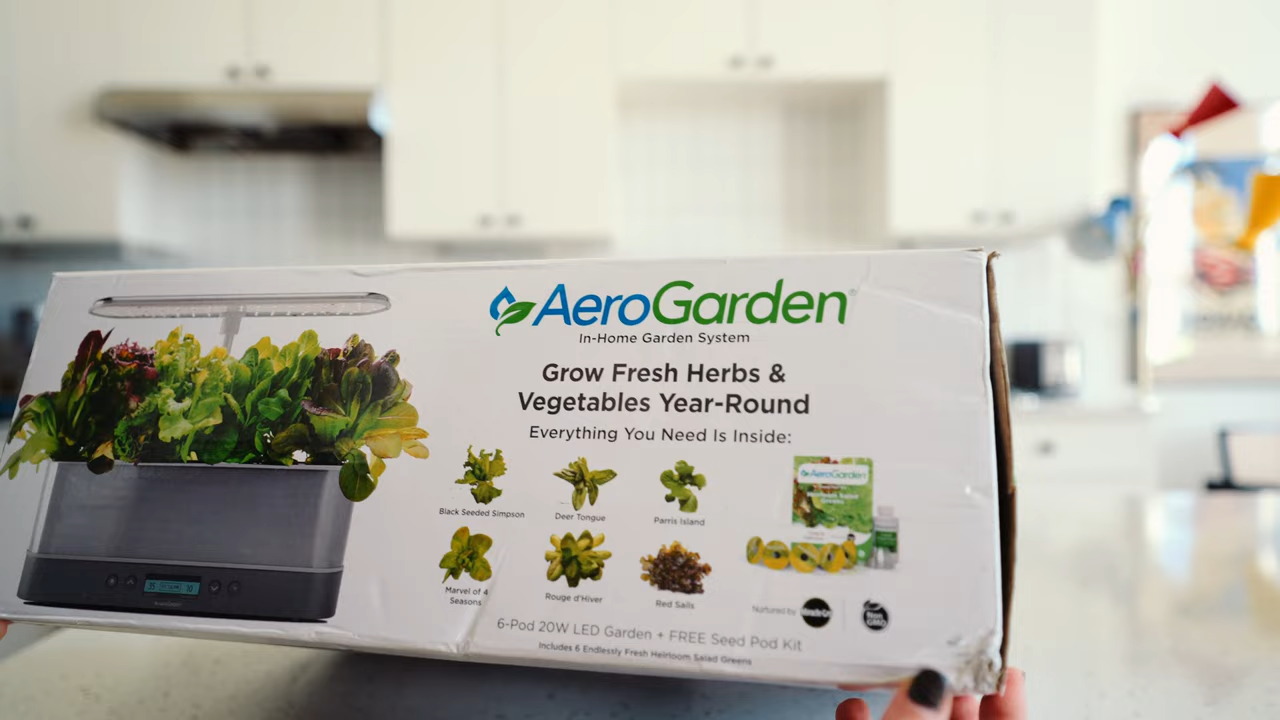 AeroGarden
In-Home Garden System
Grow Fresh Herbs &
Vegetables Year-Round
Everything You Need Is Inside:
Black Seeded Simpson
Deer Tongue
Parris Island
AeroGarden
Marvel of 4
Seasons
Rouge d'Hiver
Red Sails
Nurtured by
Non
GMO
6-Pod 20W LED Garden + FREE Seed Pod Kit
Includes 6 Endlessly Fresh Heirloom Salad Greens